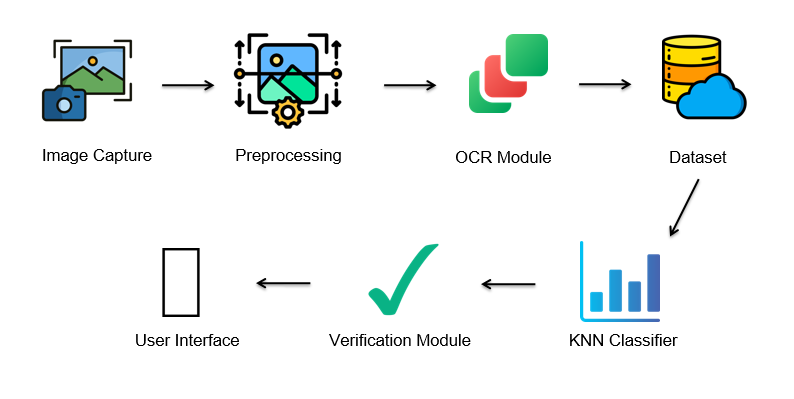 Image Capture
Preprocessing
OCR Module
Dataset
User Interface
Verification Module
KNN Classifier